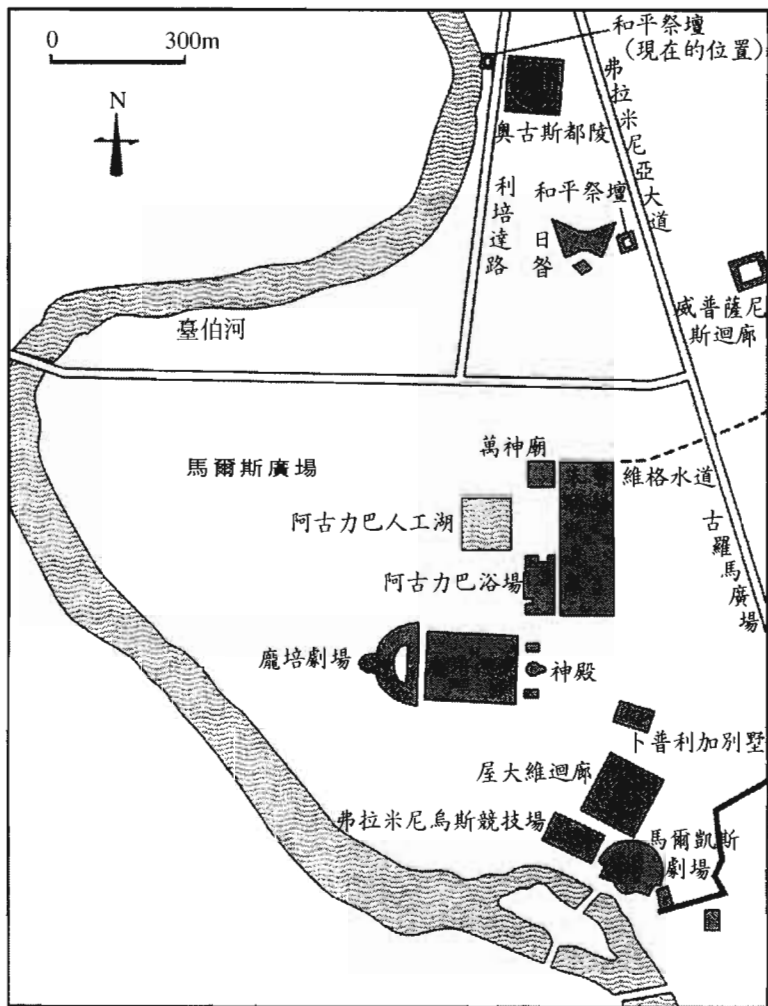 0 300m
N
和平祭壇
(現在的位置)
奧古斯都陵
弗拉米尼亞大道
利培達路
和平祭壇
日晷
威普薩尼
斯迴廊
臺伯河
馬爾斯廣場
萬神廟
維格水道
阿古力巴人工湖
古羅馬廣場
阿古力巴浴場
龐培劇場
神殿
卜普利加別墅
屋大維迴廊
弗拉米尼烏斯競技場
馬爾凱斯
劇場